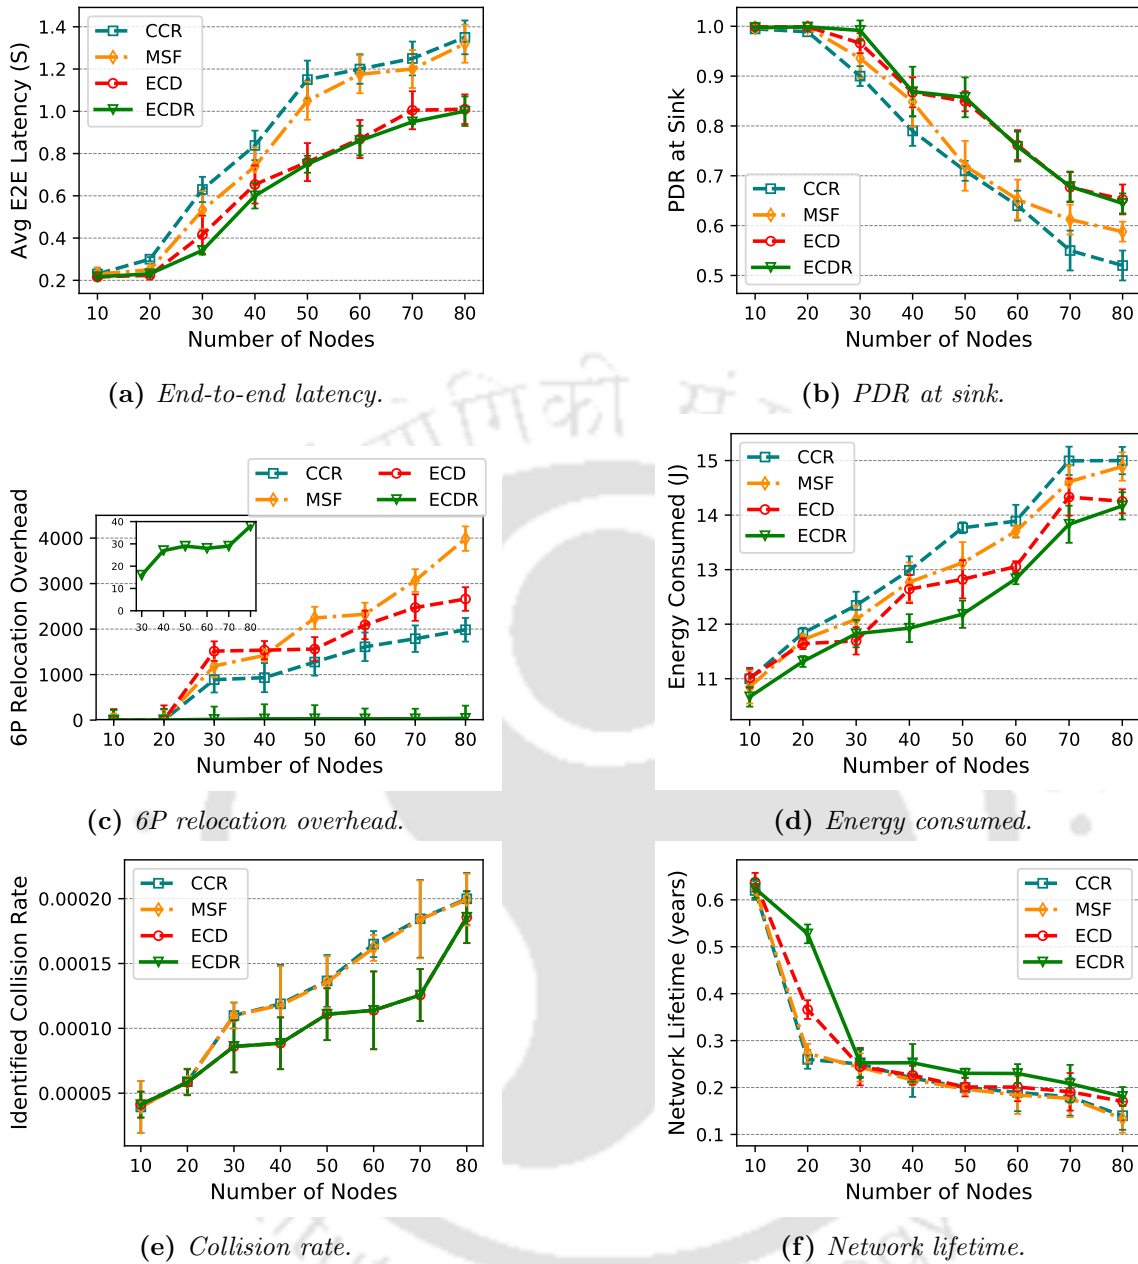 1.4
1.2
1.0
0.8
0.6
0.4
0.2
Avg E2E Latency (S)
CCR
MSF
ECD
ECDR
10 20 30 40 50 60 70 80
Number of Nodes
(a) End-to-end latency.
1.0
0.9
0.8
0.7
0.6
0.5
PDR at Sink
CCR
MSF
ECD
ECDR
10 20 30 40 50 60 70 80
Number of Nodes
(b) PDR at sink.
CCR ECD
MSF ECDR
4000
3000
2000
1000
0
6P Relocation Overhead
40
30
20
10
0
30 40 50 60 70 80
10 20 30 40 50 60 70 80
Number of Nodes
(c) 6P relocation overhead.
15
14
13
12
11
Energy Consumed (J)
CCR
MSF
ECD
ECDR
10 20 30 40 50 60 70 80
Number of Nodes
(d) Energy consumed.
0.00020
0.00015
0.00010
0.00005
Identified Collision Rate
CCR
MSF
ECD
ECDR
10 20 30 40 50 60 70 80
Number of Nodes
(e) Collision rate.
0.6
0.5
0.4
0.3
0.2
0.1
Network Lifetime (years)
CCR
MSF
ECD
ECDR
10 20 30 40 50 60 70 80
Number of Nodes
(f) Network lifetime.